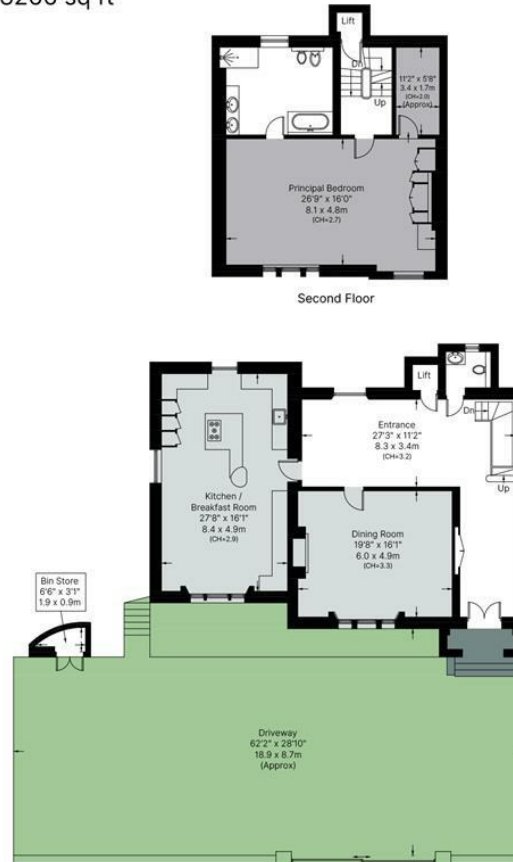 Lift
Dn
Up
11'2" x 5'8"
3.4 x 1.7m
(CH=2.0)
(Approx)
Principal Bedroom
26'9" x 16'0"
8.1 x 4.8m
(CH=2.7)
Second Floor
Lift
Dn
Entrance
27'3" x 11'2"
8.3 x 3.4m
(CH=3.2)
Up
Kitchen /
Breakfast Room
27'8" x 16'1"
8.4 x 4.9m
(CH=2.9)
Dining Room
19'8" x 16'1"
6.0 x 4.9m
(CH=3.3)
Bin Store
6'6" x 3'1"
1.9 x 0.9m
Driveway
62'2" x 28'10"
18.9 x 8.7m
(Approx)